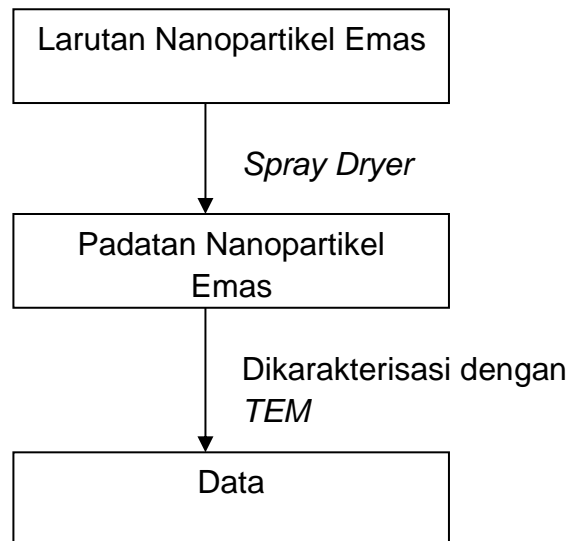 Larutan Nanopartikel Emas
Spray Dryer
Padatan Nanopartikel
Emas
Dikarakterisasi dengan
TEM
Data